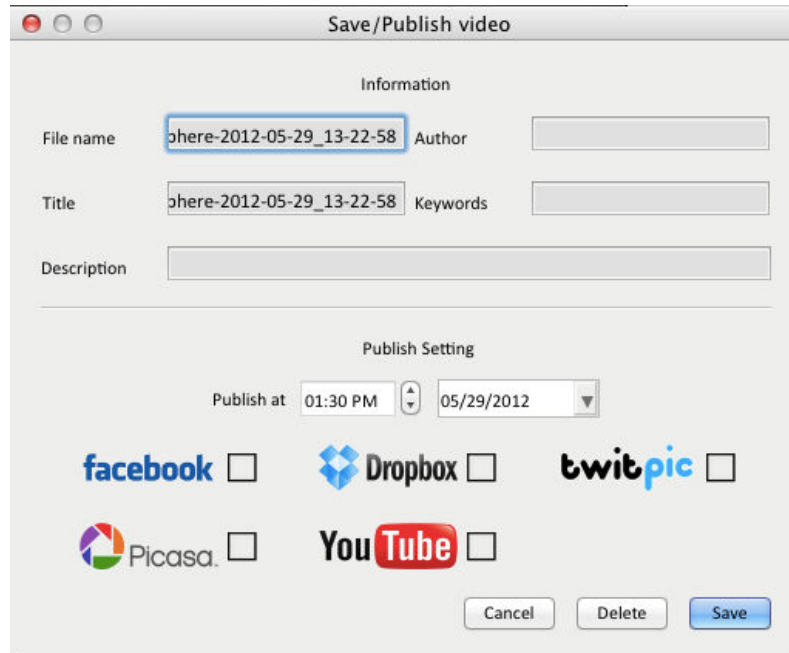 Save/Publish video
Information
File name phere-2012-05-29_13-22-58 Author
Title phere-2012-05-29_13-22-58 Keywords
Description
Publish Setting
Publish at 01:30 PM 05/29/2012
facebook Dropbox twitpic
Picasa. YouTube
Cancel Delete Save